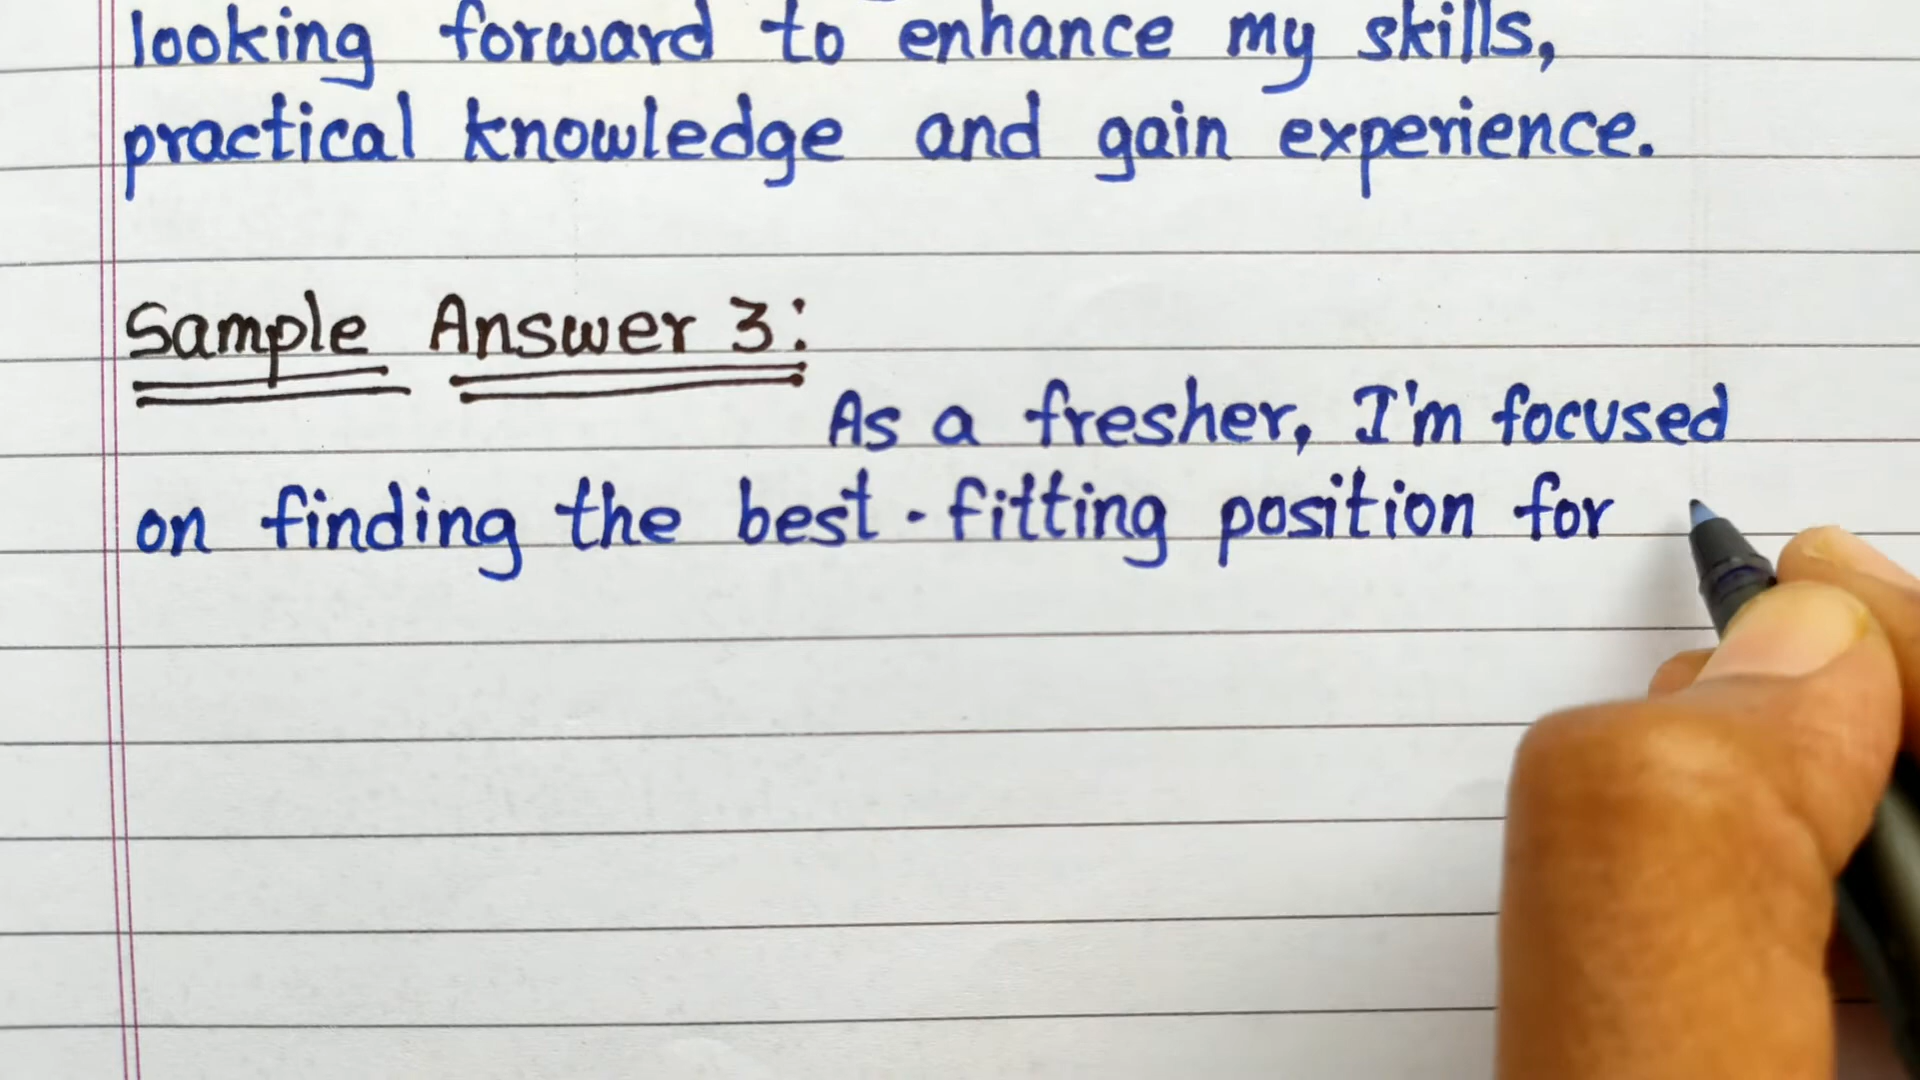 looking forward to enhance my skills,
practical knowledge and gain experience.
Sample Answer 3:
As a fresher, I'm focused
on finding the best-fitting position for